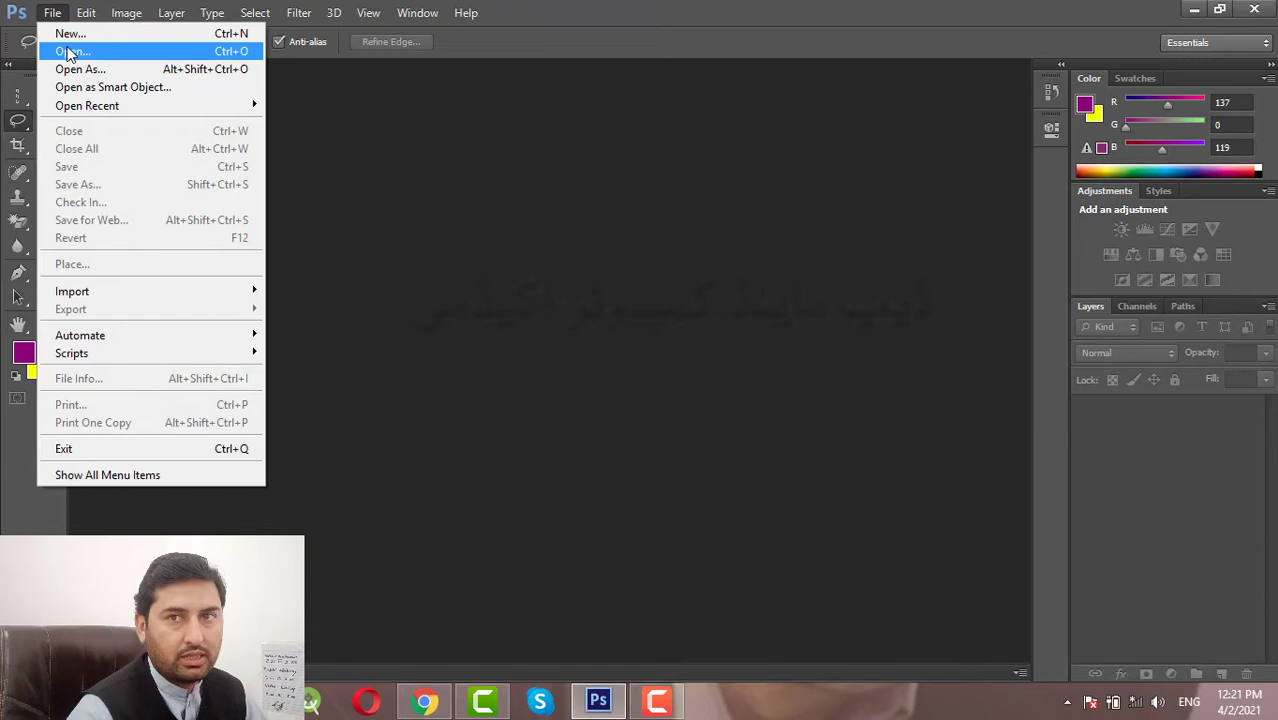 Ps File Edit Image Layer Type Select Filter 3D View Window Help
New... Ctrl+N
Open... Ctrl+O
Open As... Alt+Shift+Ctrl+O
Open as Smart Object...
Open Recent
Close Ctrl+W
Close All Alt+Ctrl+W
Save Ctrl+S
Save As... Shift+Ctrl+S
Check In...
Save for Web... Alt+Shift+Ctrl+S
Revert F12
Place...
Import
Export
Automate
Scripts
File Info... Alt+Shift+Ctrl+I
Print... Ctrl+P
Print One Copy Alt+Shift+Ctrl+P
Exit Ctrl+Q
Show All Menu Items
Anti-alias Refine Edge... Essentials
Color Swatches
R 137
G 0
B 119
Adjustments Styles
Add an adjustment
Layers Channels Paths
Kind
Normal Opacity:
Lock: Fill:
ڈیپ مائینڈ کمپیوٹر اکیڈمی
Ps
ENG
12:21 PM
4/2/2021